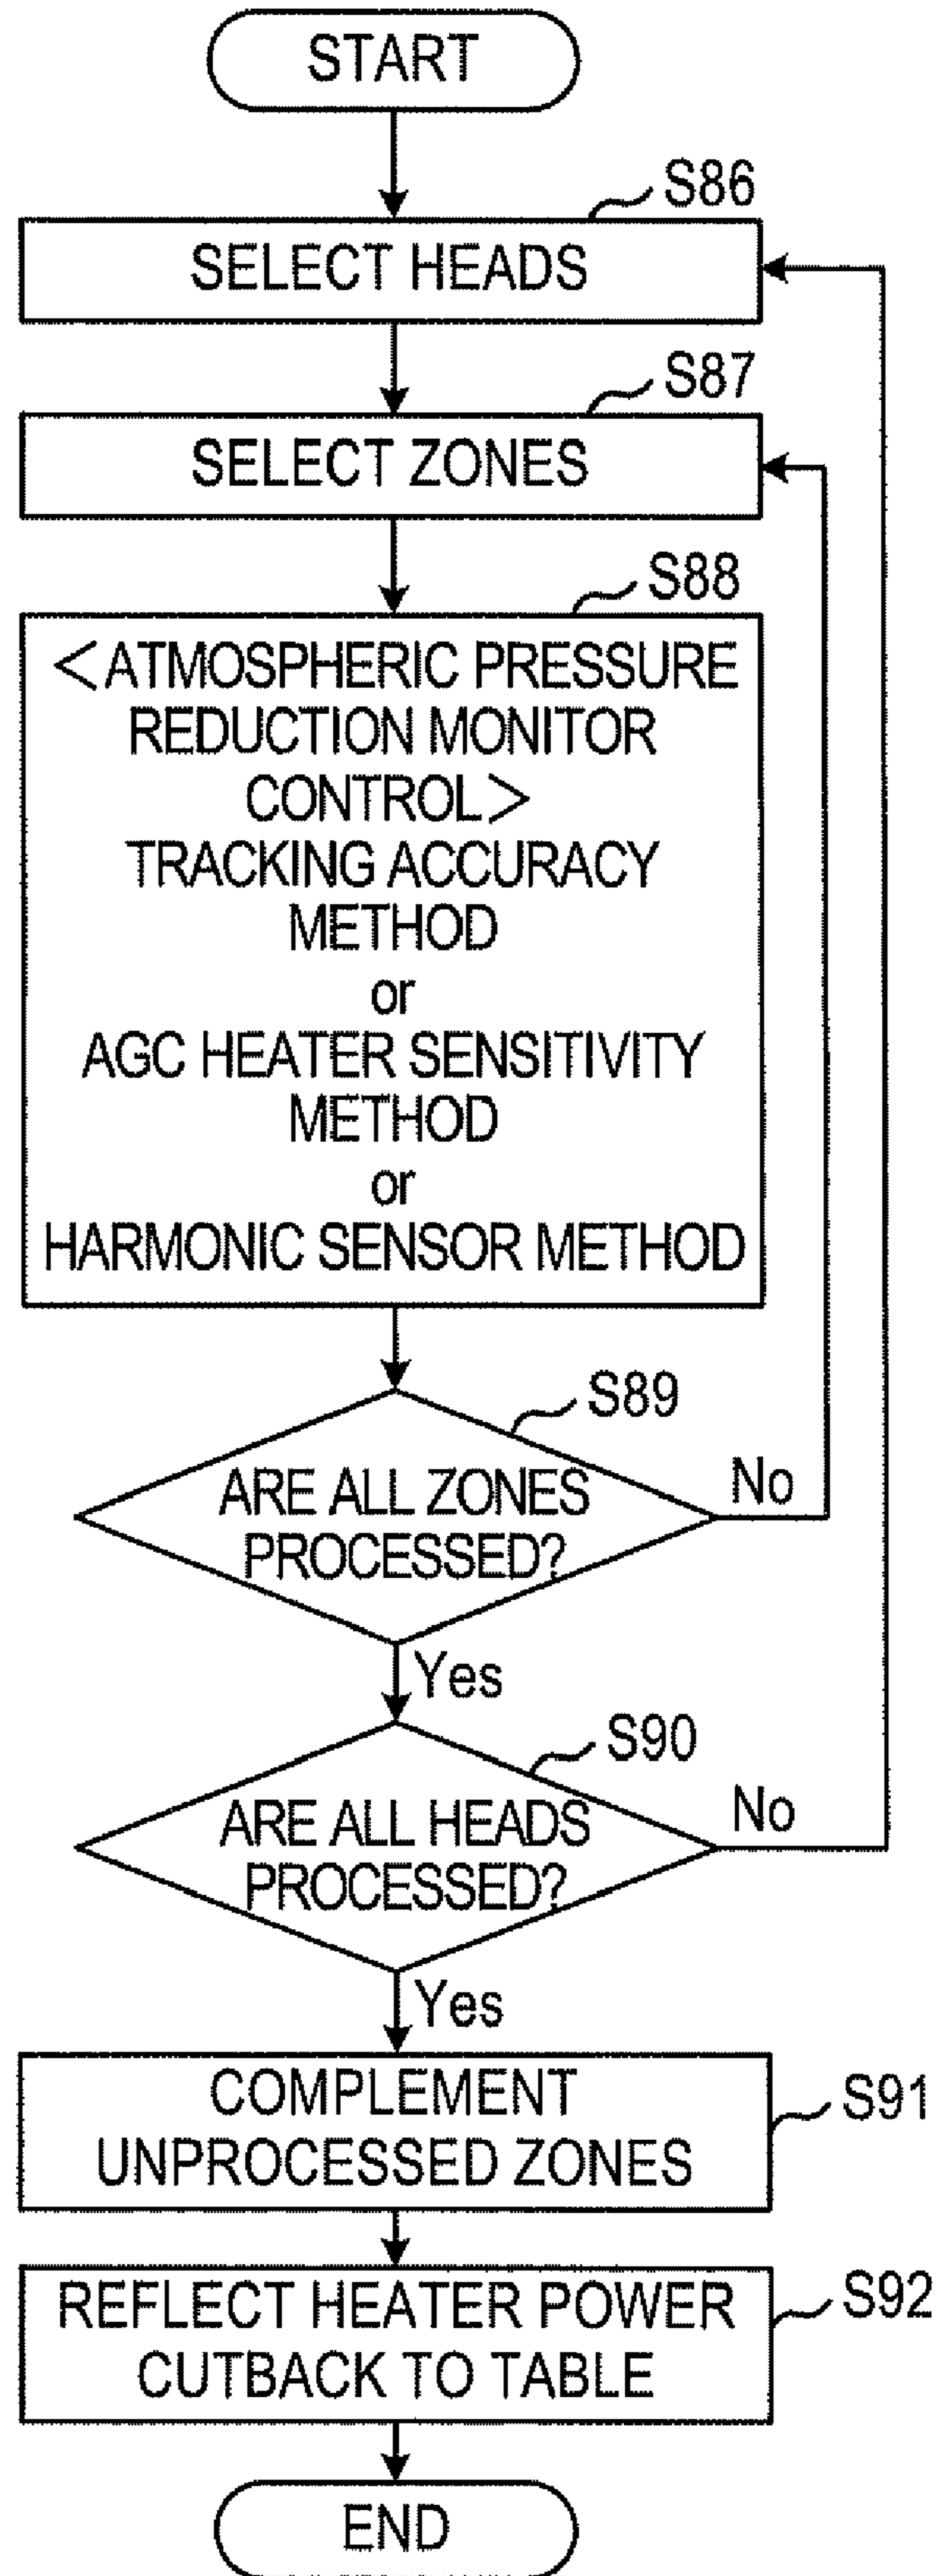 START
S86
SELECT HEADS
S87
SELECT ZONES
S88
<ATMOSPHERIC PRESSURE
REDUCTION MONITOR
CONTROL>
TRACKING ACCURACY
METHOD
or
AGC HEATER SENSITIVITY
METHOD
or
HARMONIC SENSOR METHOD
S89
ARE ALL ZONES
PROCESSED?
No
Yes
S90
ARE ALL HEADS
PROCESSED?
No
Yes
COMPLEMENT
UNPROCESSED ZONES
S91
REFLECT HEATER POWER
CUTBACK TO TABLE
S92
END